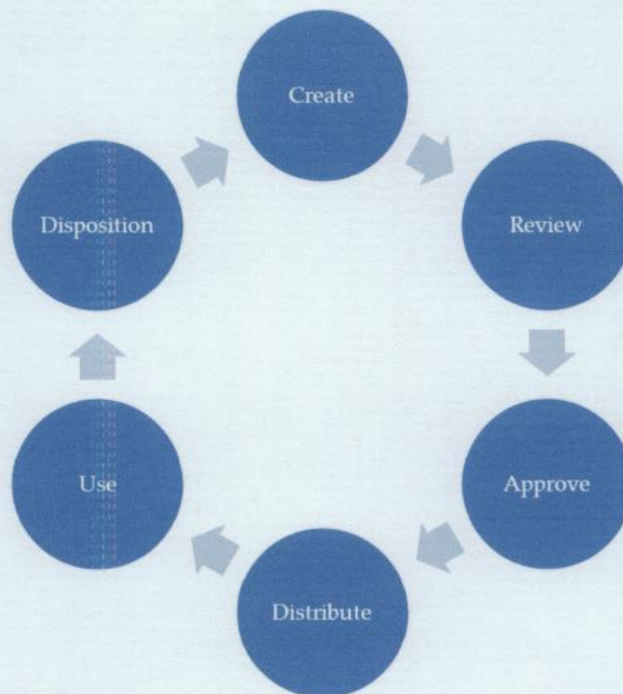 Create
Review
Approve
Distribute
Use
Disposition